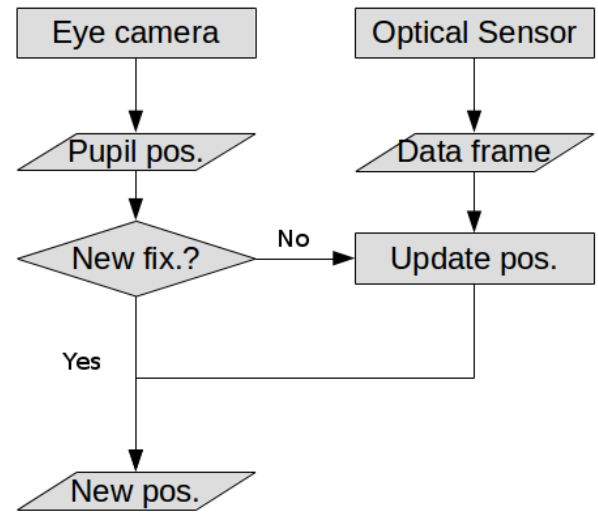 Eye camera
Optical Sensor
Pupil pos.
Data frame
New fix.?
No
Update pos.
Yes
New pos.